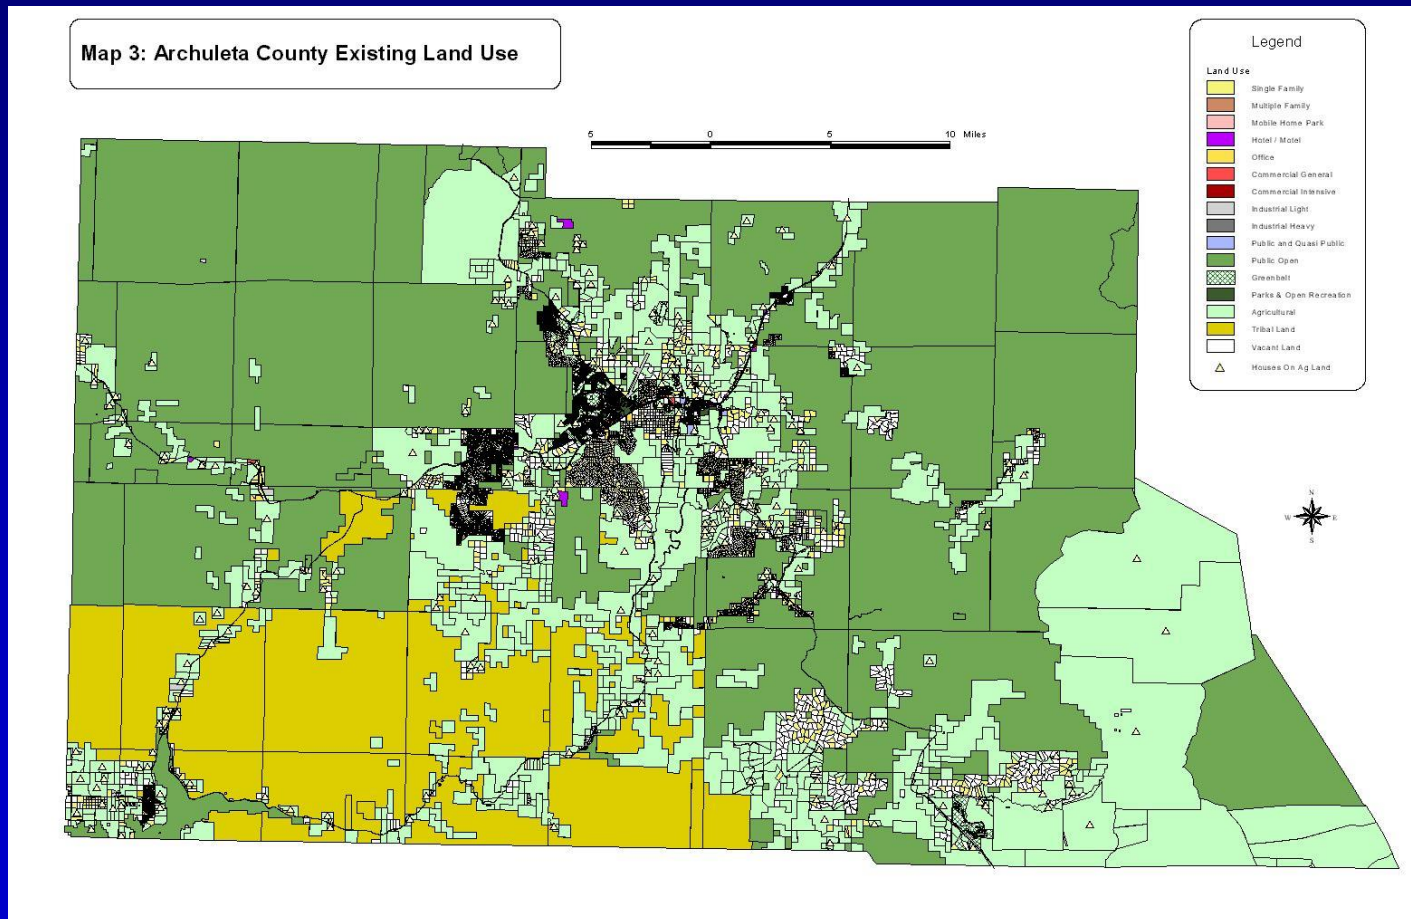 Map 3: Archuleta County Existing Land Use
Legend
Land Use
Single Family
Multiple Family
Mobile Home Park
Hotel / Motel
Office
Commercial General
Commercial Intensive
Industrial Light
Industrial Heavy
Public and Quasi Public
Public Open
Greenbelt
Parks & Open Recreation
Agricultural
Tribal Land
Vacant Land
Houses On Ag Land
5 0 5 10 Miles
N
W E
S